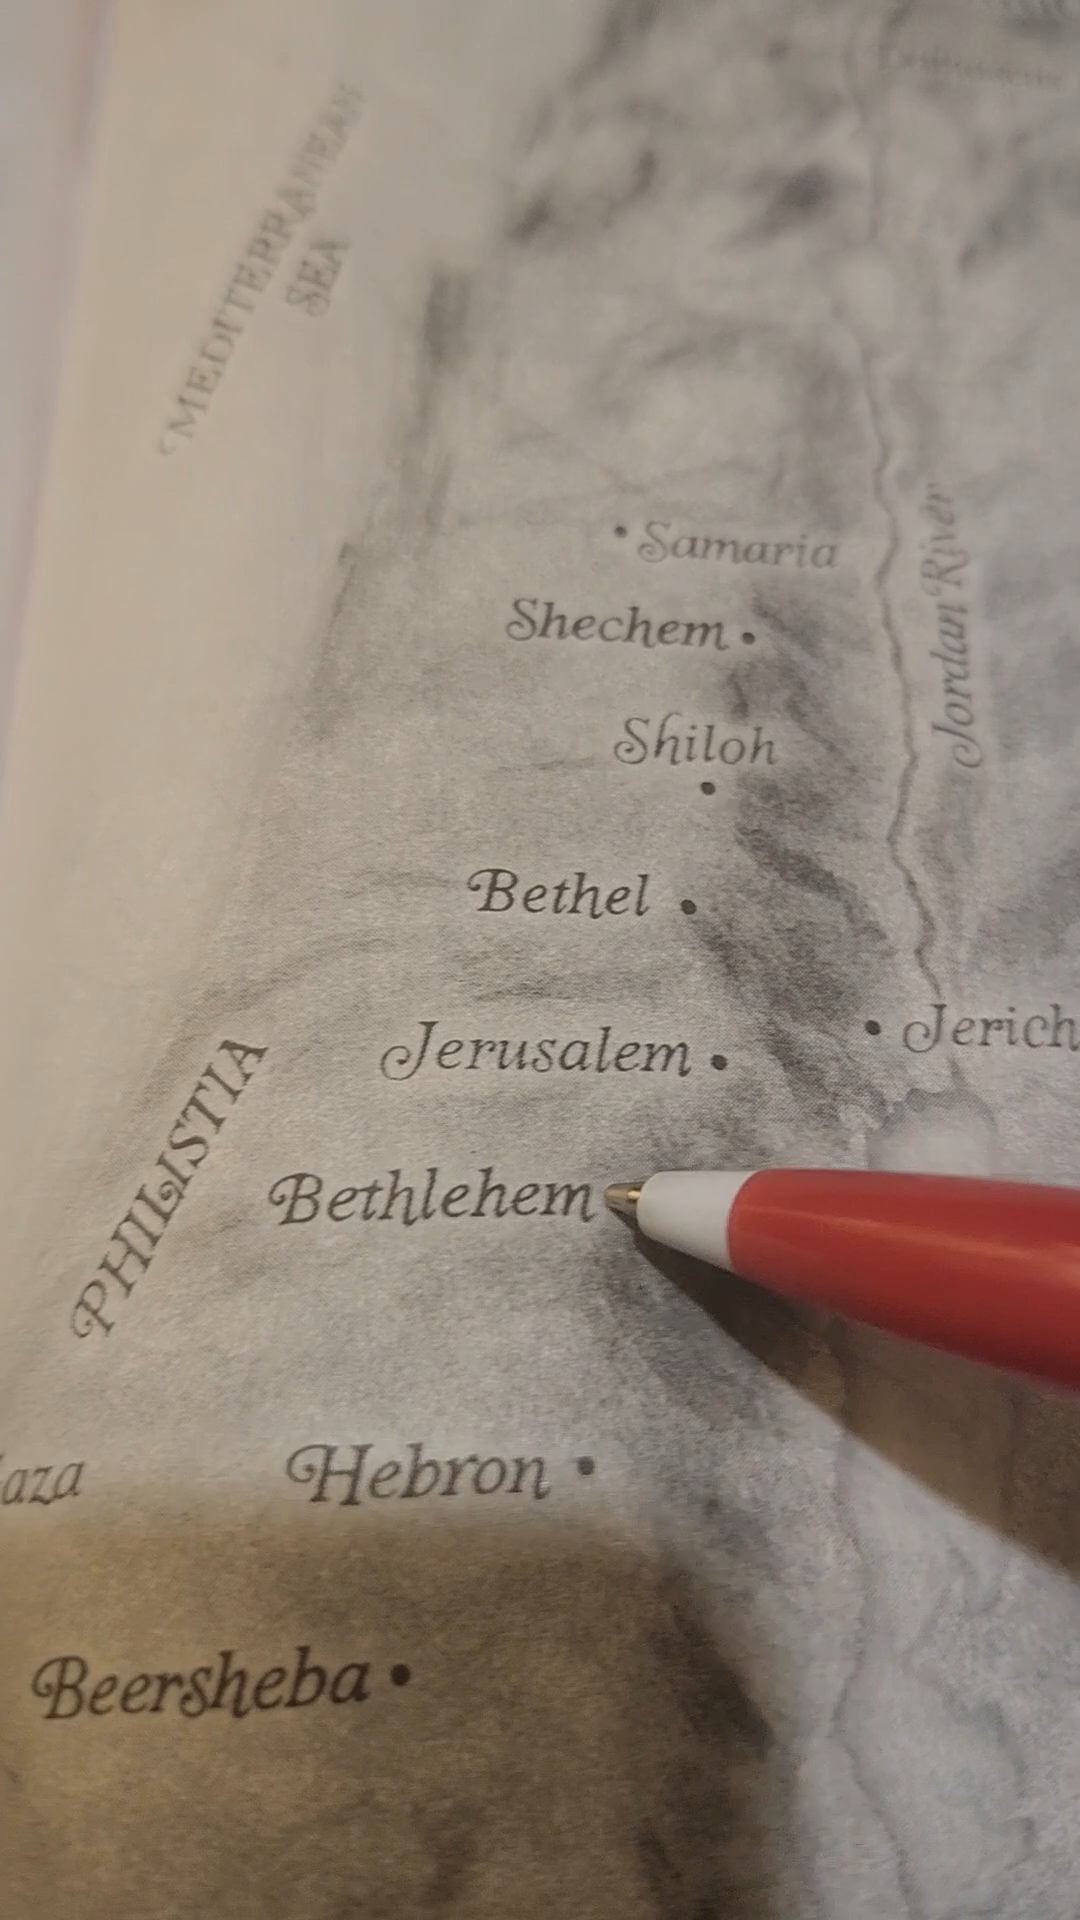 MEDITERRANEAN
SEA
Samaria
Shechem
Jordan River
Shiloh
Bethel
Jerich
Jerusalem
PHILISTIA
Bethlehem
aza
Hebron
Beersheba